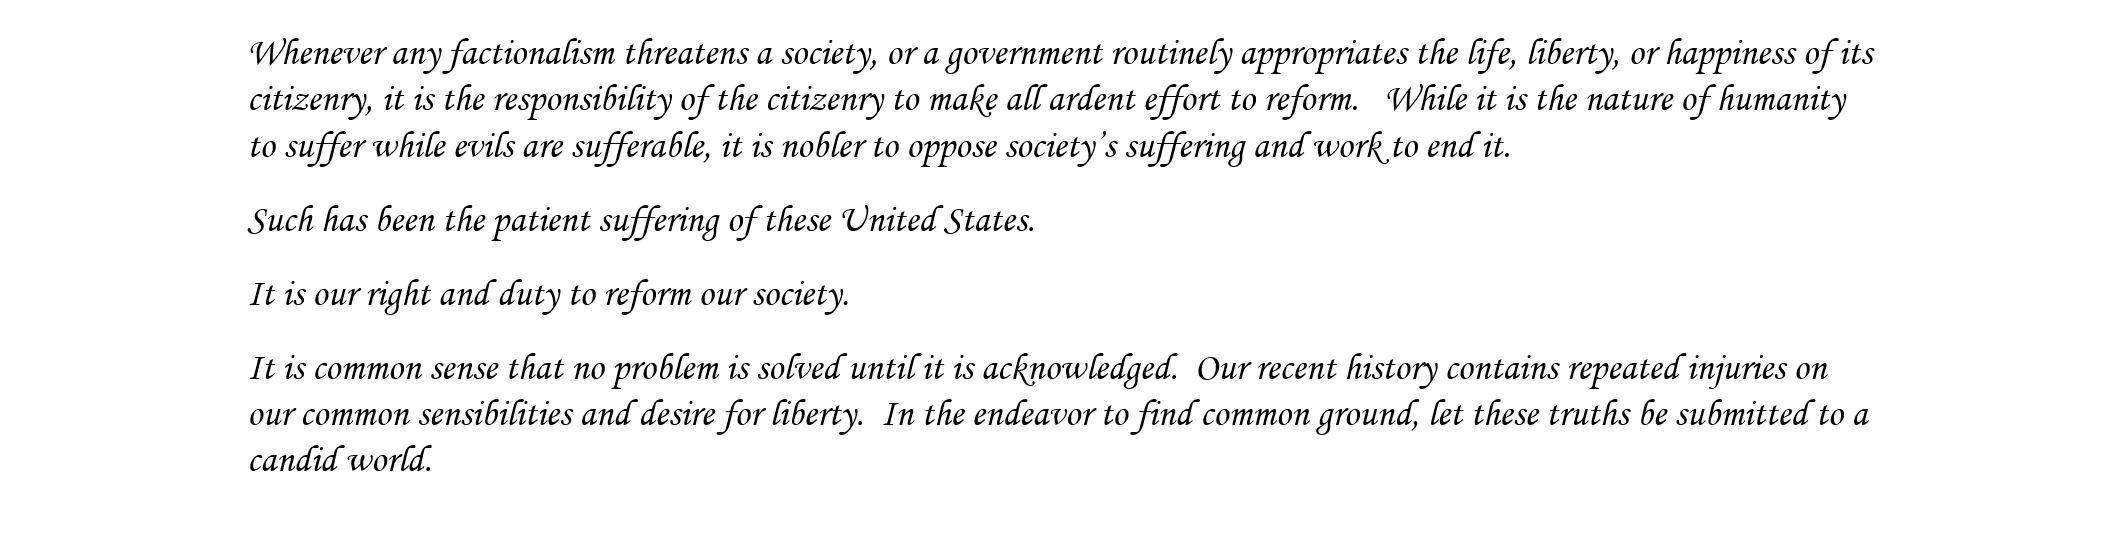 Whenever any factionalism threatens a society, or a government routinely appropriates the life, liberty, or happiness of its
citizenry, it is the responsibility of the citizenry to make all ardent effort to reform.   While it is the nature of humanity
to suffer while evils are sufferable, it is nobler to oppose society’s suffering and work to end it.
Such has been the patient suffering of these United States.
It is our right and duty to reform our society.
It is common sense that no problem is solved until it is acknowledged.  Our recent history contains repeated injuries on
our common sensibilities and desire for liberty.  In the endeavor to find common ground, let these truths be submitted to a
candid world.